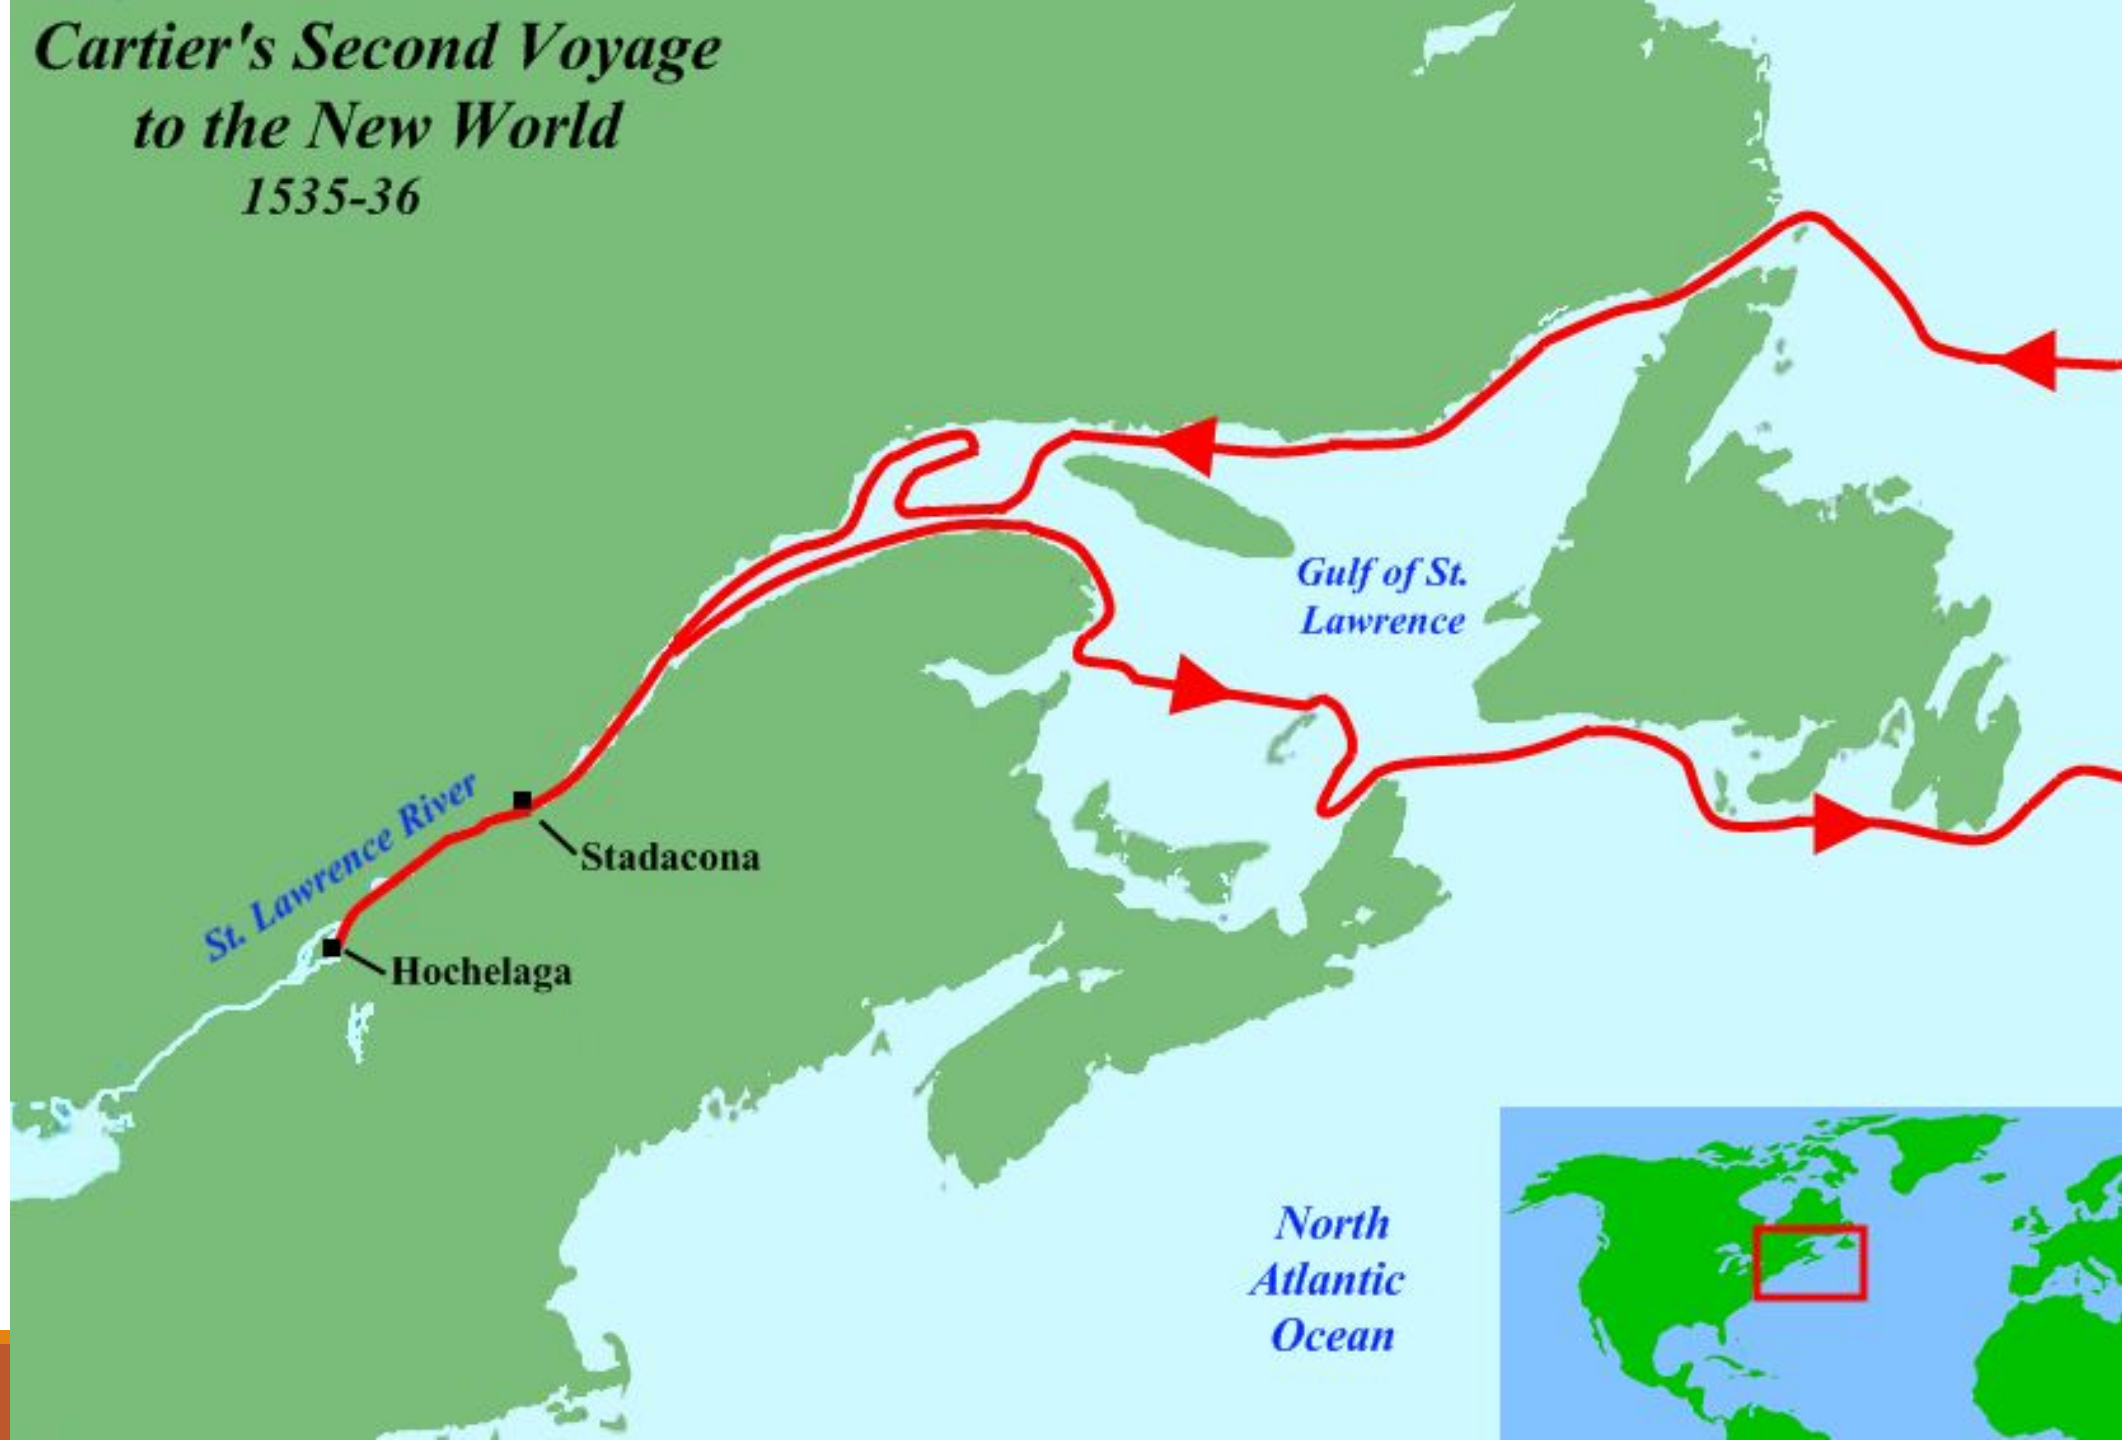 Cartier's Second Voyage
to the New World
1535-36
Gulf of St.
Lawrence
St. Lawrence River
Stadacona
Hochelaga
North
Atlantic
Ocean